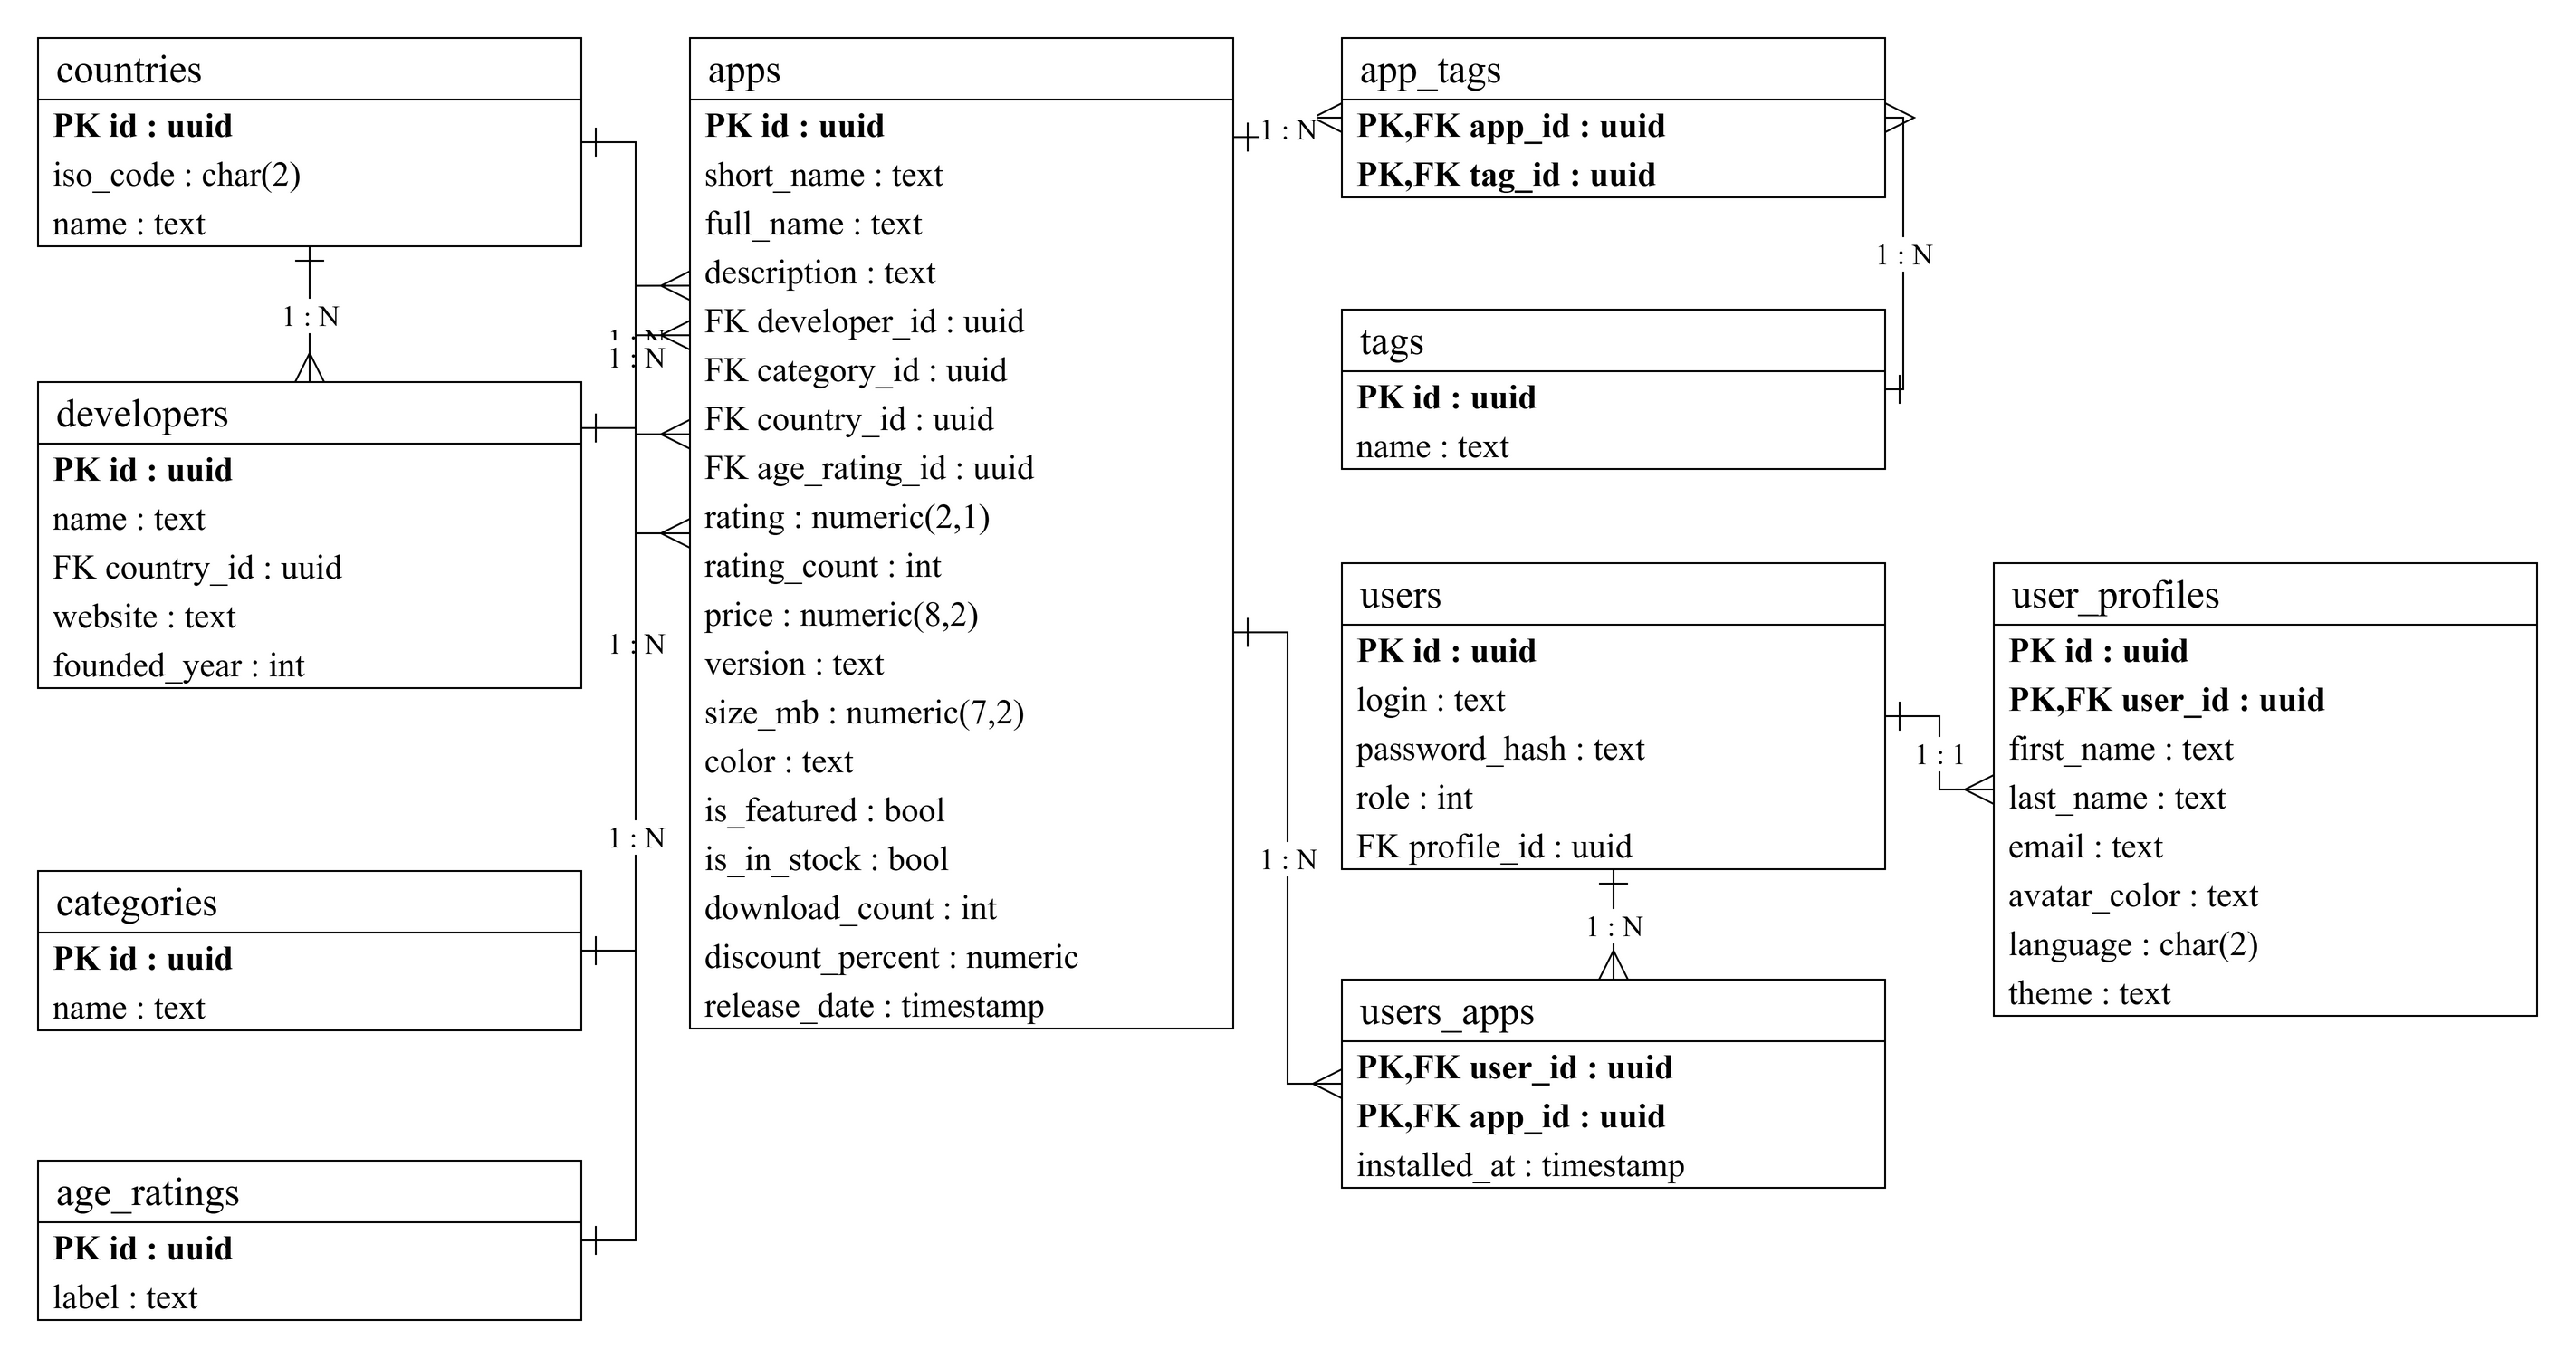 countries
PK id : uuid
iso_code : char(2)
name : text
1 : N
developers
PK id : uuid
name : text
FK country_id : uuid
website : text
founded_year : int
categories
PK id : uuid
name : text
age_ratings
PK id : uuid
label : text
1 : N
1 : N
1 : N
apps
PK id : uuid
short_name : text
full_name : text
description : text
FK developer_id : uuid
FK category_id : uuid
FK country_id : uuid
FK age_rating_id : uuid
rating : numeric(2,1)
rating_count : int
price : numeric(8,2)
version : text
size_mb : numeric(7,2)
color : text
is_featured : bool
is_in_stock : bool
download_count : int
discount_percent : numeric
release_date : timestamp
1 : N
1 : N
app_tags
PK,FK app_id : uuid
PK,FK tag_id : uuid
1 : N
tags
PK id : uuid
name : text
users
PK id : uuid
login : text
password_hash : text
role : int
FK profile_id : uuid
1 : N
users_apps
PK,FK user_id : uuid
PK,FK app_id : uuid
installed_at : timestamp
1 : 1
user_profiles
PK id : uuid
PK,FK user_id : uuid
first_name : text
last_name : text
email : text
avatar_color : text
language : char(2)
theme : text